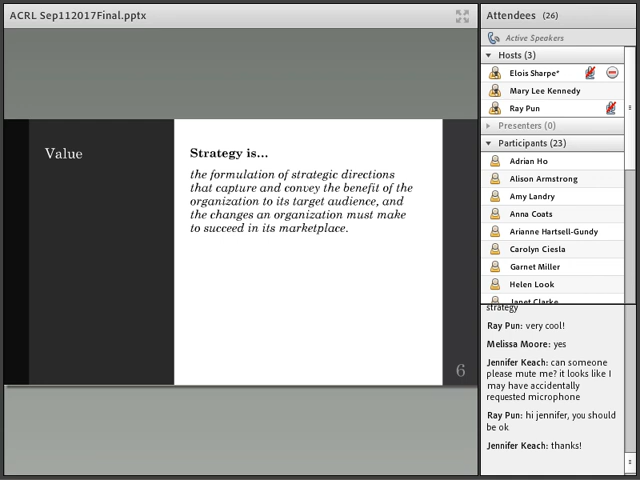 ACRL Sep112017Final.pptx
Value
Strategy is...
the formulation of strategic directions
that capture and convey the benefit of the
organization to its target audience, and
the changes an organization must make
to succeed in its marketplace.
6
Attendees (26)
Active Speakers
Hosts (3)
Elois Sharpe*
Mary Lee Kennedy
Ray Pun
Presenters (0)
Participants (23)
Adrian Ho
Alison Armstrong
Amy Landry
Anna Coats
Arianne Hartsell-Gundy
Carolyn Ciesla
Garnet Miller
Helen Look
Janet Clarke
strategy
Ray Pun: very cool!
Melissa Moore: yes
Jennifer Keach: can someone
please mute me? it looks like I
may have accidentally
requested microphone
Ray Pun: hi jennifer, you should
be ok
Jennifer Keach: thanks!